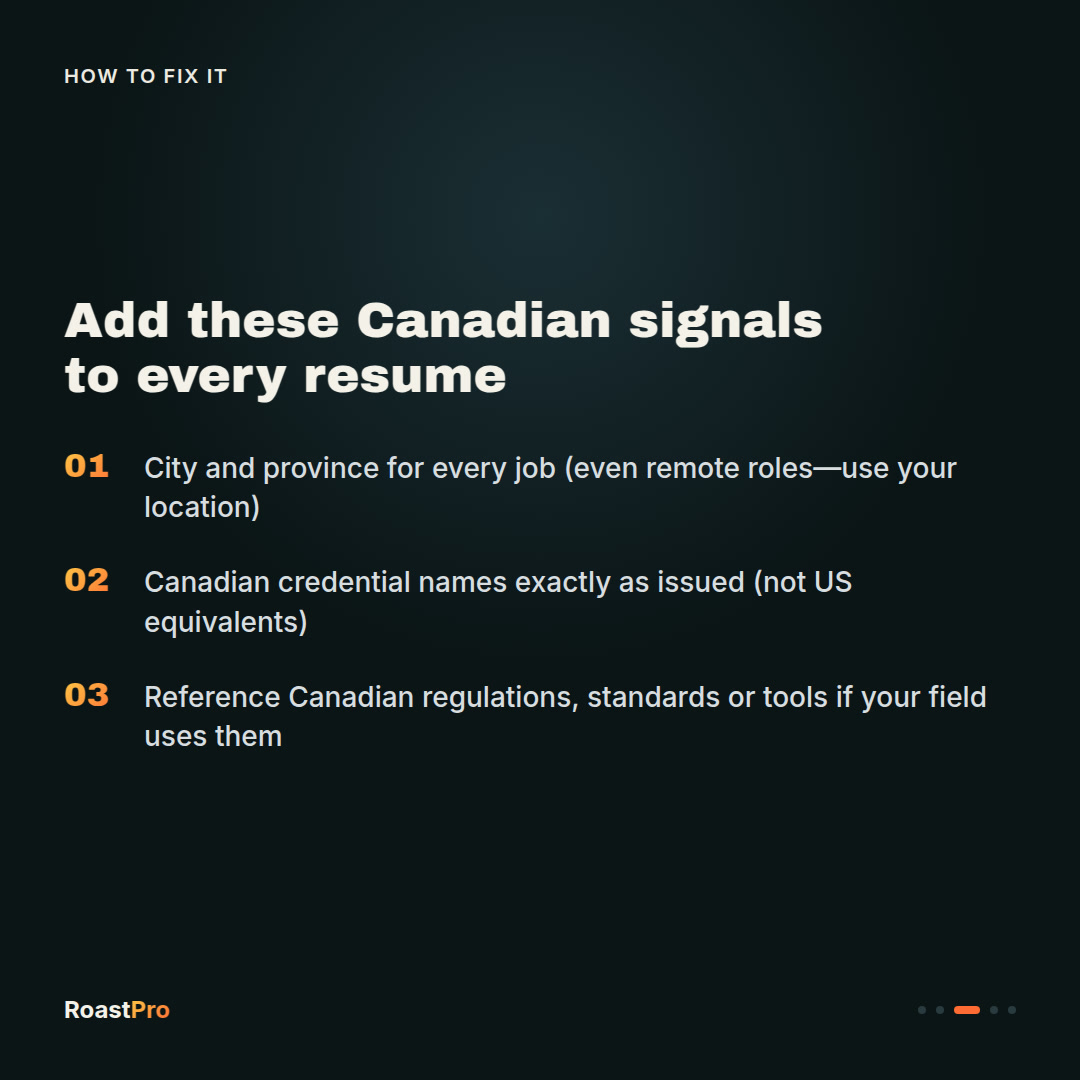 HOW TO FIX IT
Add these Canadian signals
to every resume
01 City and province for every job (even remote roles—use your
location)
02 Canadian credential names exactly as issued (not US
equivalents)
03 Reference Canadian regulations, standards or tools if your field
uses them
RoastPro